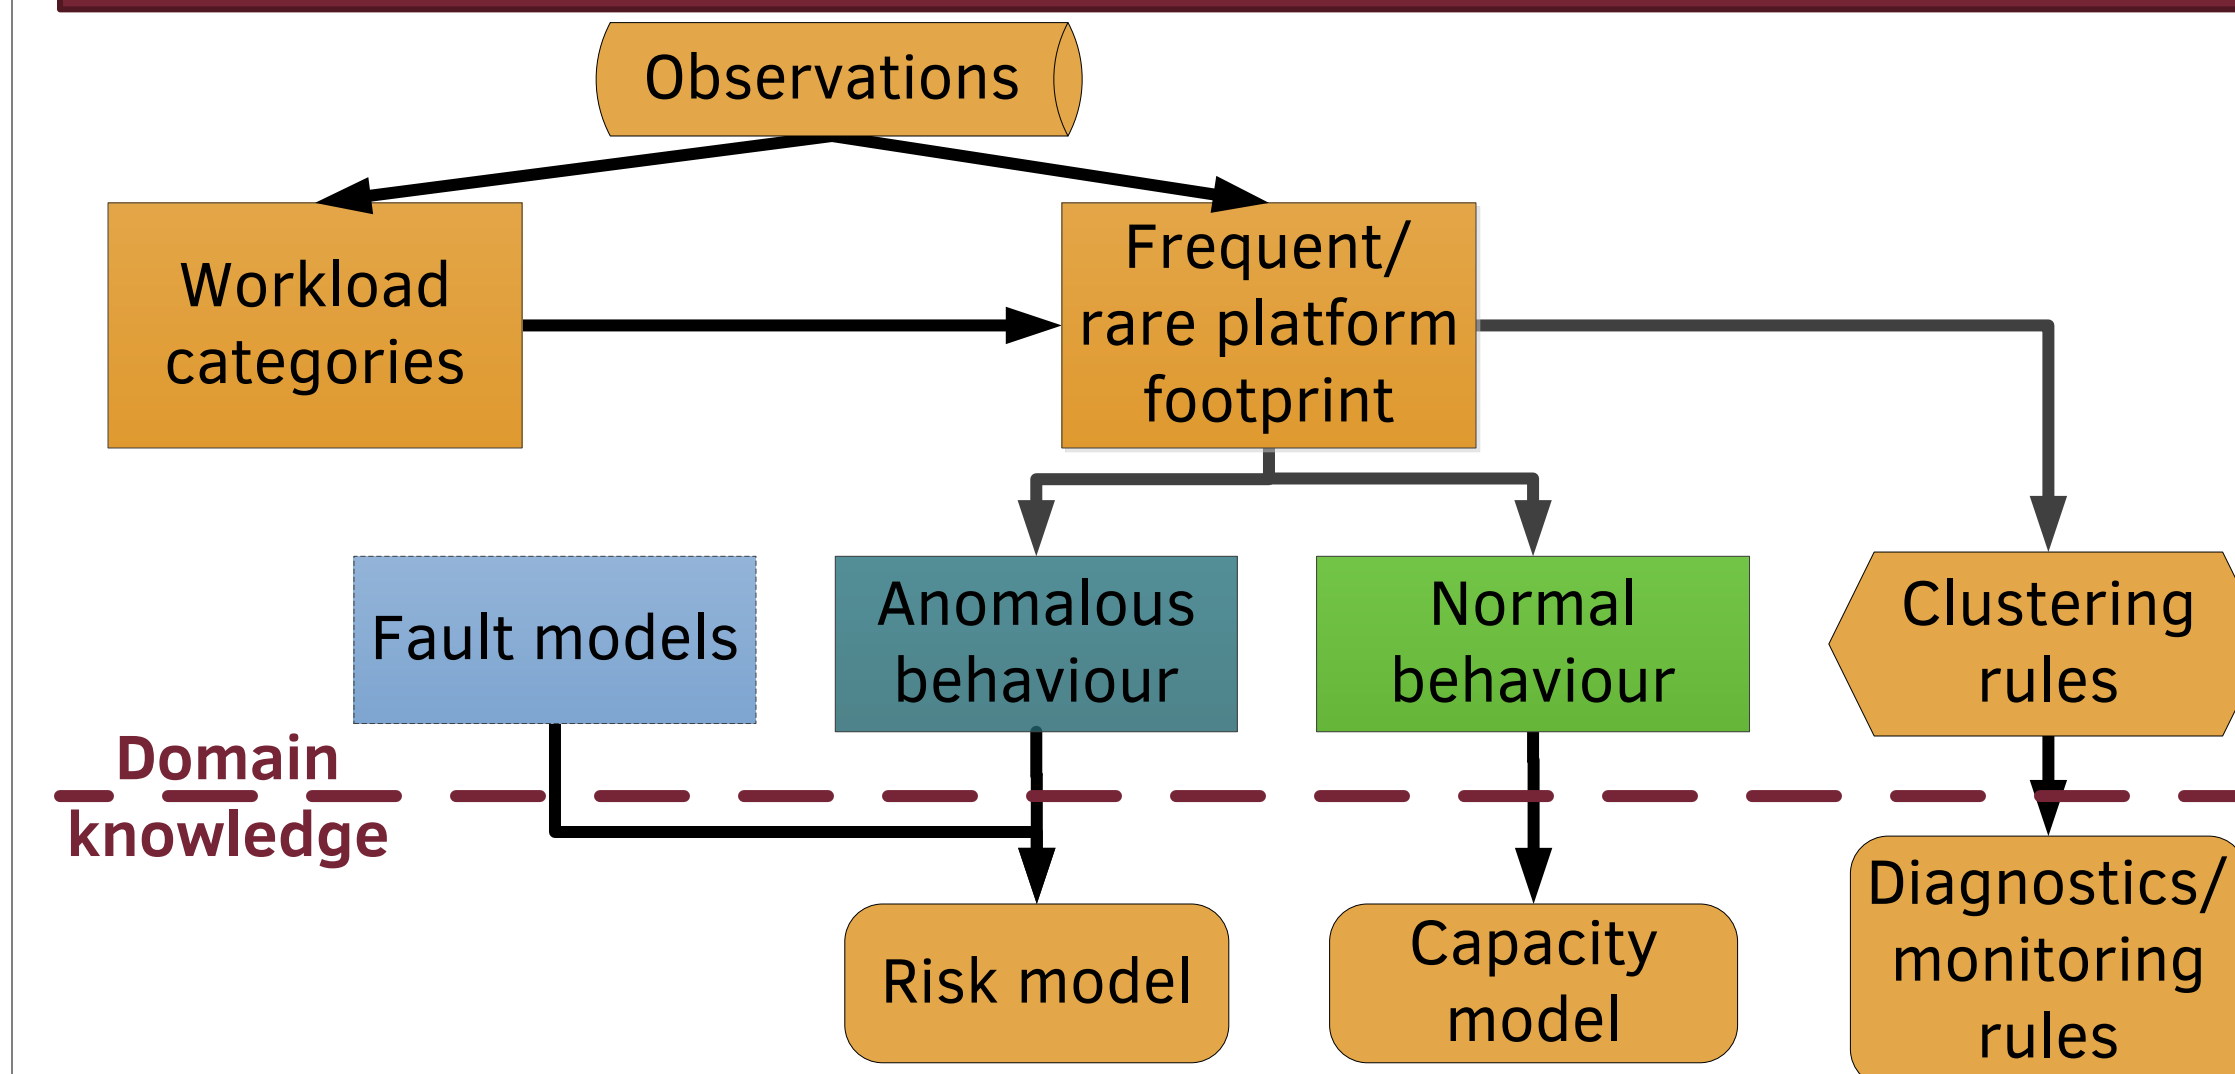 Observations
Workload
categories
Frequent/
rare platform
footprint
Fault models
Anomalous
behaviour
Normal
behaviour
Clustering
rules
Domain
knowledge
Risk model
Capacity
model
Diagnostics/
monitoring
rules